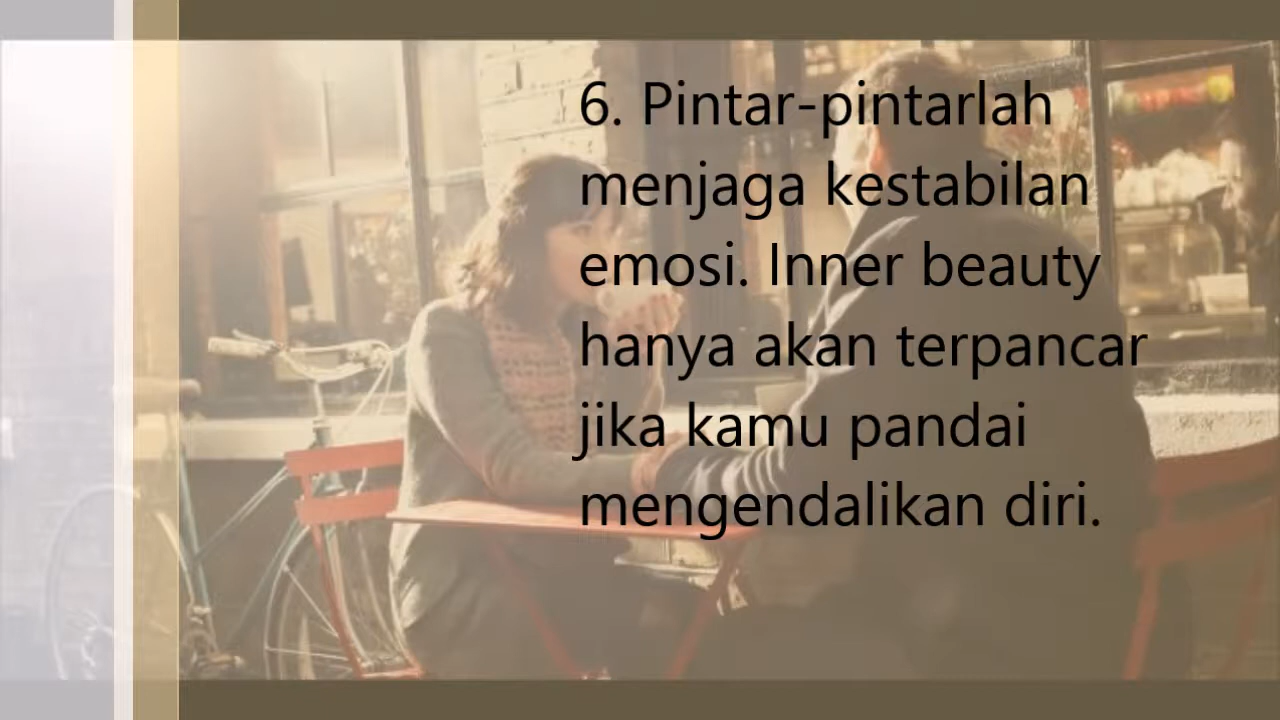 6. Pintar-pintarlah
menjaga kestabilan
emosi. Inner beauty
hanya akan terpancar
jika kamu pandai
mengendalikan diri.